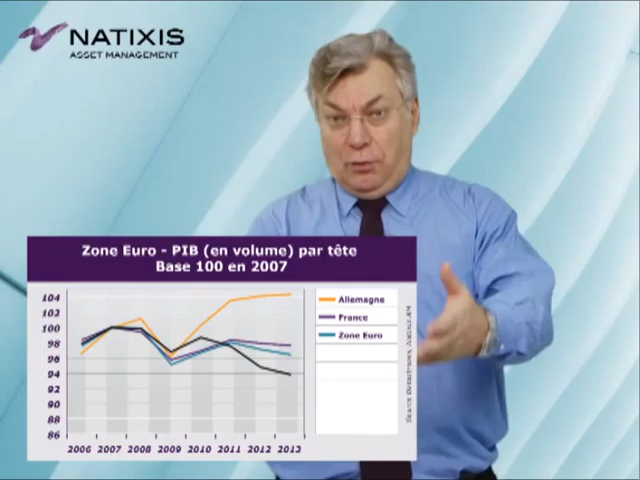 NATIXIS
ASSET MANAGEMENT
Zone Euro - PIB (en volume) par tête
Base 100 en 2007
104
102
100
98
96
94
92
90
88
86
2006 2007 2008 2009 2010 2011 2012 2013
Allemagne
France
Zone Euro